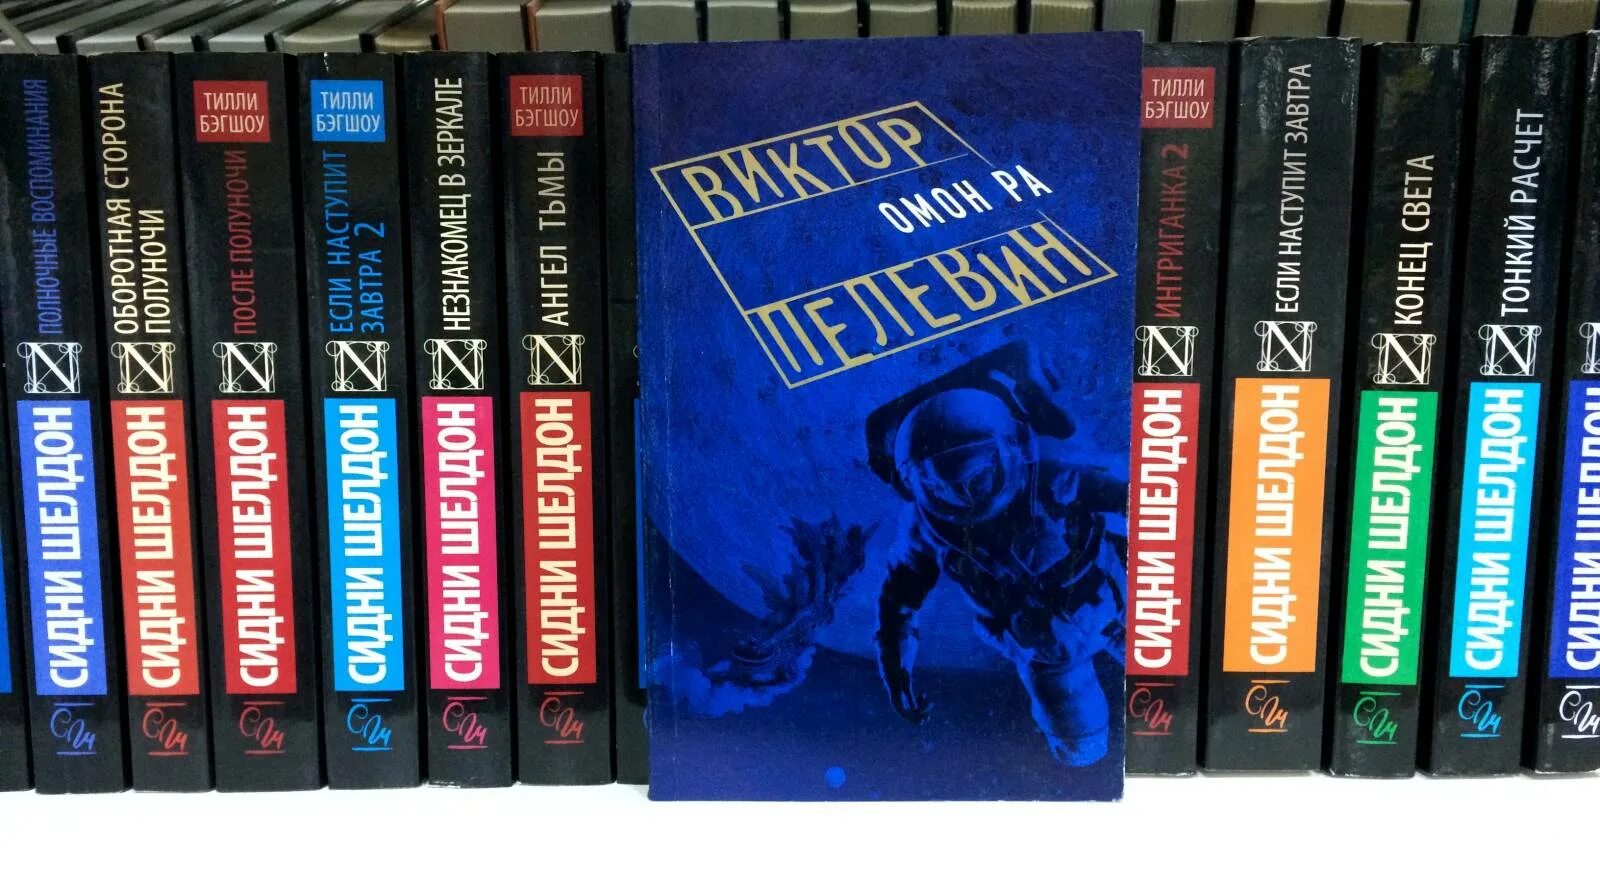 ПОЛНОЧНЫЕ ВОСПОМИНАНИЯ
СИДНИ ШЕЛДОН
ОБОРОТНАЯ СТОРОНА
ПОЛУНОЧИ
СИДНИ ШЕЛДОН
ТИЛЛИ
БЭГШОУ
ПОСЛЕ ПОЛУНОЧИ
СИДНИ ШЕЛДОН
ТИЛЛИ
БЭГШОУ
ЕСЛИ НАСТУПИТ
ЗАВТРА 2
СИДНИ ШЕЛДОН
НЕЗНАКОМЕЦ В ЗЕРКАЛЕ
СИДНИ ШЕЛДОН
ТИЛЛИ
БЭГШОУ
АНГЕЛ ТЬМЫ
СИДНИ ШЕЛДОН
ВИКТОР
ОМОН РА
ПЕЛЕВИН
ТИЛЛИ
БЭГШОУ
ИНТРИГАНКА 2
СИДНИ ШЕЛДОН
ЕСЛИ НАСТУПИТ ЗАВТРА
СИДНИ ШЕЛДОН
КОНЕЦ СВЕТА
СИДНИ ШЕЛДОН
ТОНКИЙ РАСЧЕТ
СИДНИ ШЕЛДОН
СИДНИ ШЕЛДОН